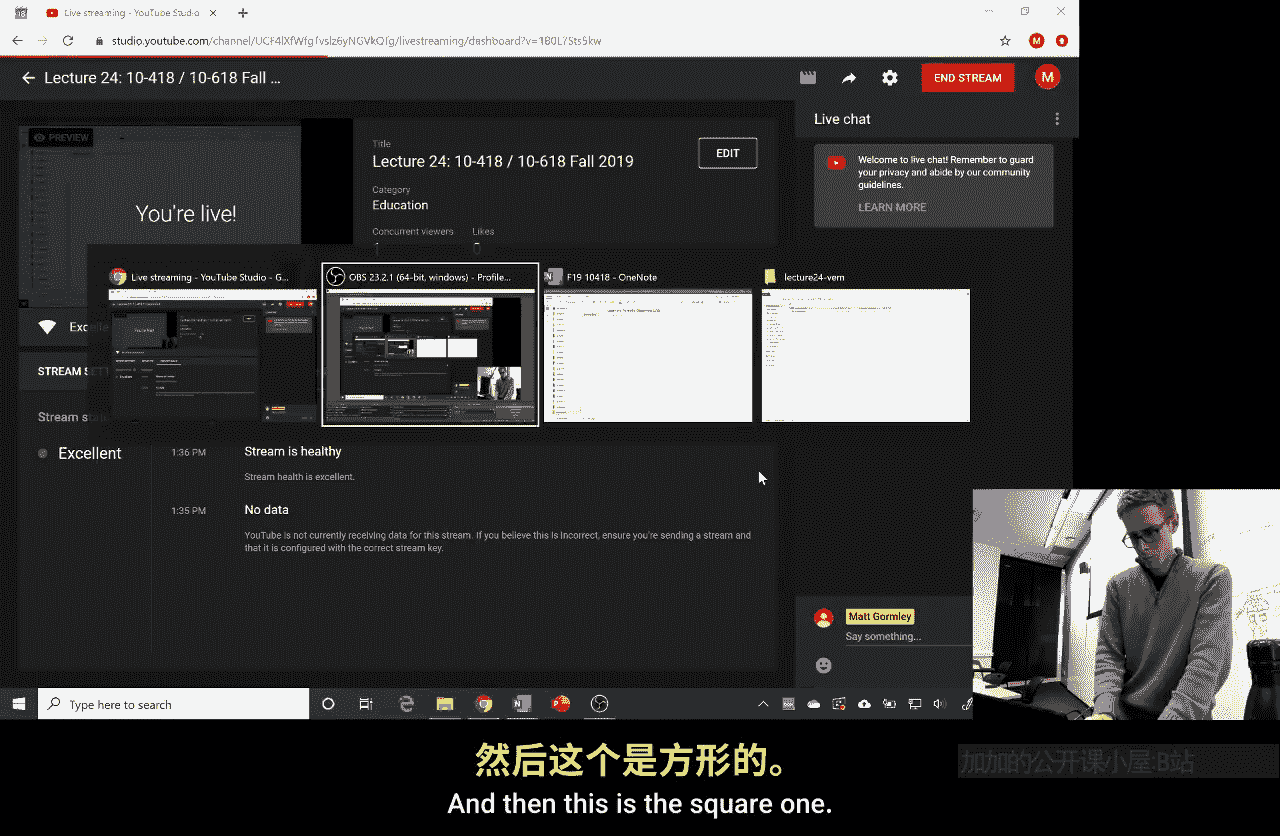 Live streaming - YouTube Studio
studio.youtube.com/channel/UCF4lXfWfgTvslz6yNGVkQfg/livestreaming/dashboard?v=1B0L7Sts5kw
Lecture 24: 10-418 / 10-618 Fall ...
END STREAM
M
PREVIEW
You're live!
Title
Lecture 24: 10-418 / 10-618 Fall 2019
EDIT
Category
Education
Concurrent viewers Likes
Live chat
Welcome to live chat! Remember to guard
your privacy and abide by our community
guidelines.
LEARN MORE
Live streaming - YouTube Studio - G...
OBS 23.2.1 (64-bit, windows) - Profile...
F19 10418 - OneNote
lecture24-vem
Exce
STREAM SET
Stream s
Excellent
1:36 PM
Stream is healthy
Stream health is excellent.
1:35 PM
No data
YouTube is not currently receiving data for this stream. If you believe this is incorrect, ensure you're sending a stream and
that it is configured with the correct stream key.
Matt Gormley
Say something...
Type here to search
然后这个是方形的。
And then this is the square one.
加加的公开课小屋:B站